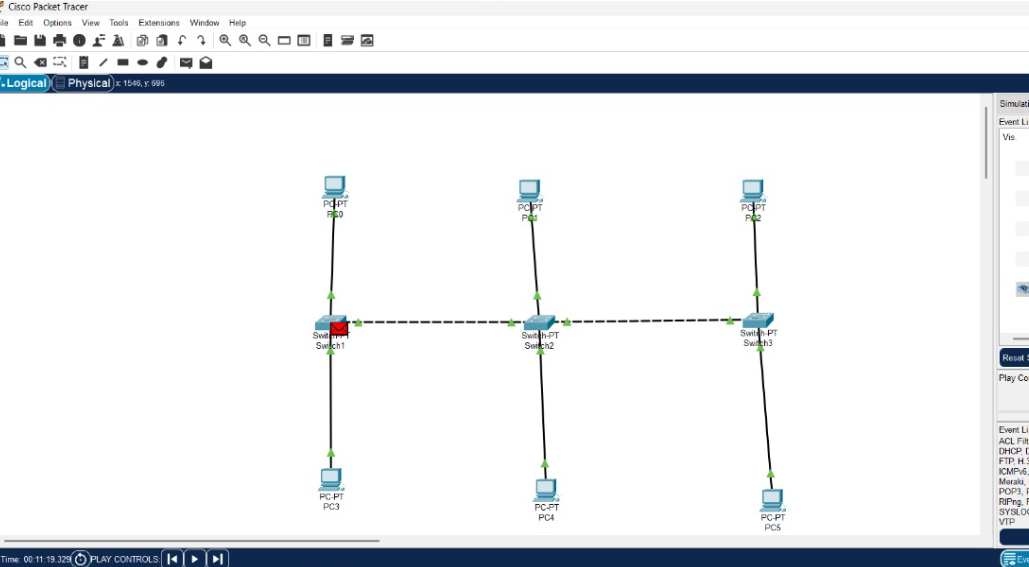 Cisco Packet Tracer
ile Edit Options View Tools Extensions Window Help
Logical Physical x: 1546, y: 696
Simulati
Event Li
Vis.
PC-PT
PC0
PC-PT
PC1
PC-PT
PC2
Switch-PT
Switch1
Switch-PT
Switch2
Switch-PT
Switch3
Reset S
Play Co
PC-PT
PC3
PC-PT
PC4
PC-PT
PC5
Event Li
ACL Filt
DHCP, D
FTP, H.3
ICMPv6,
Meraki,
POP3, F
RIPng, F
SYSLOG
VTP
Time: 00:11:19.329 PLAY CONTROLS:
Eve